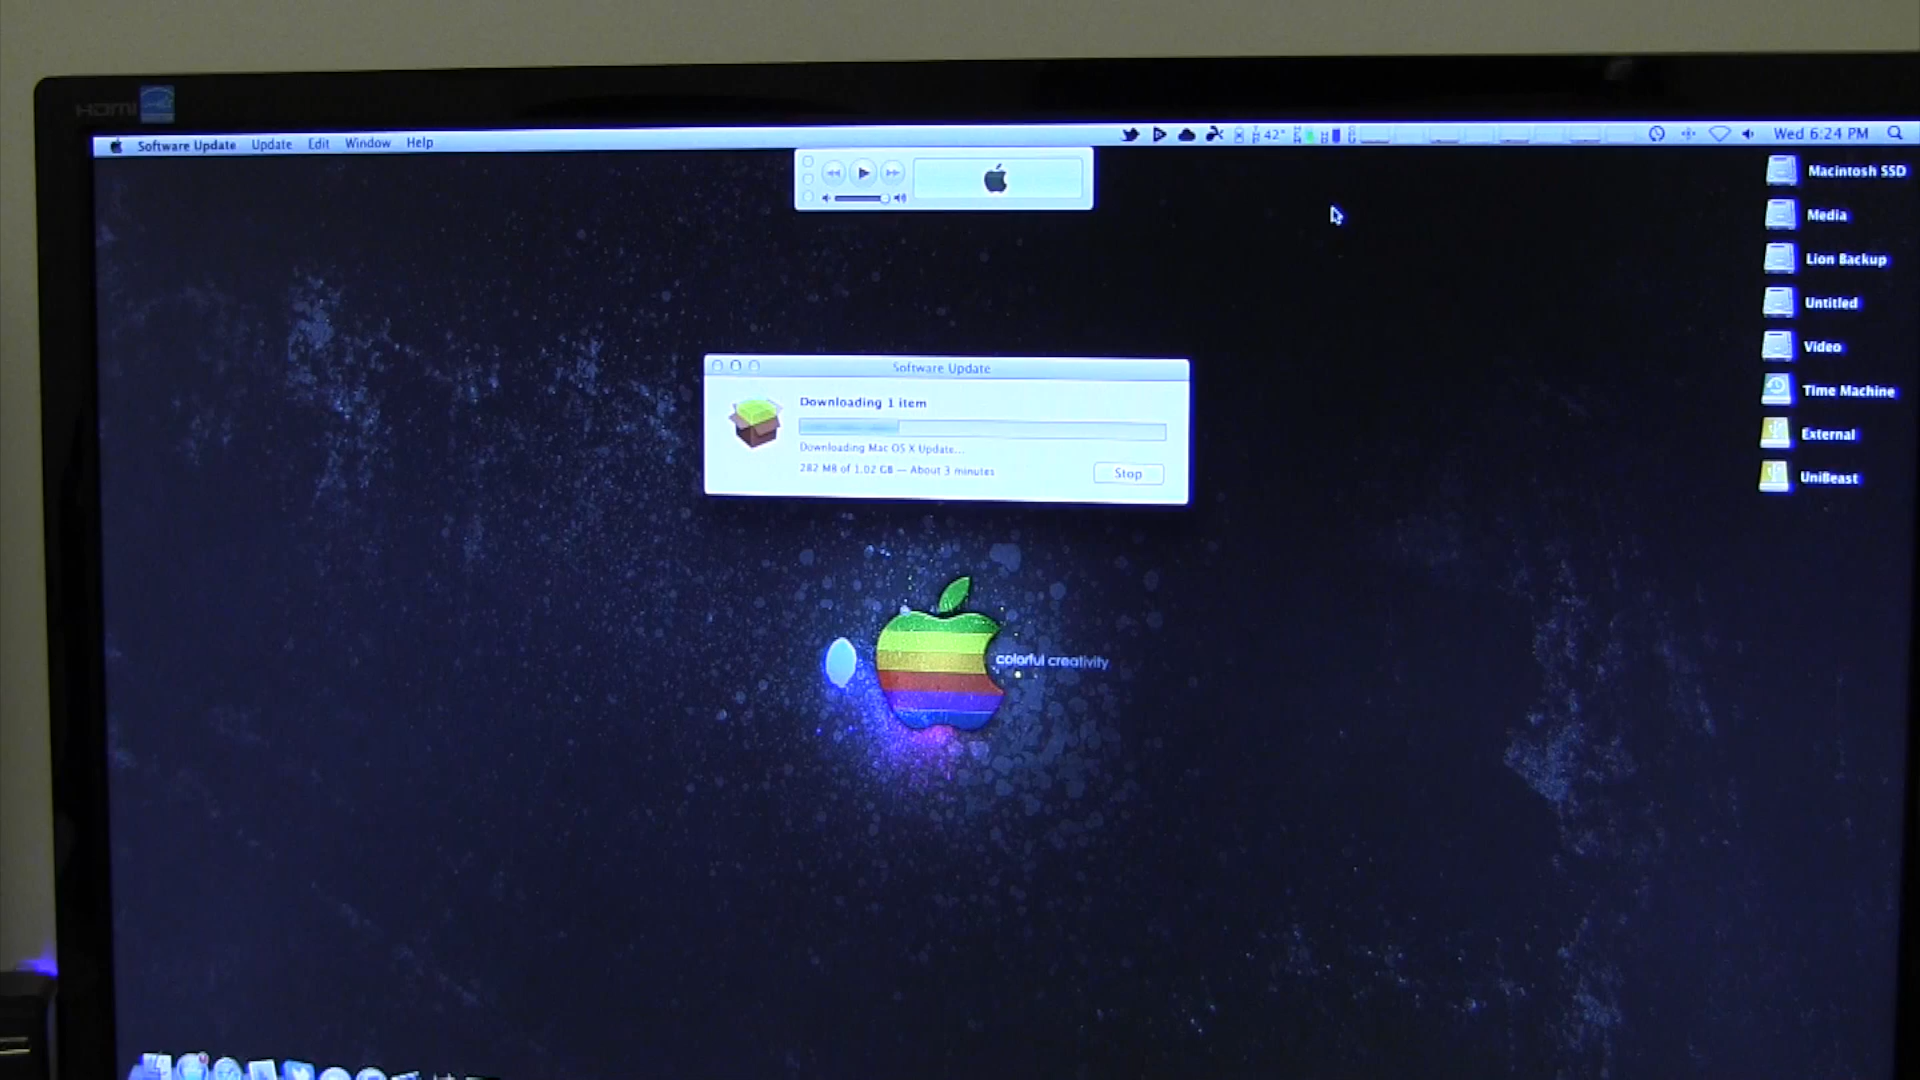 HDMI
Software Update Update Edit Window Help
42° Wed 6:24 PM
Macintosh SSD
Media
Lion Backup
Untitled
Video
Time Machine
External
UniBeast
Software Update
Downloading 1 item
Downloading Mac OS X Update...
282 MB of 1.02 GB — About 3 minutes
Stop
colorful creativity